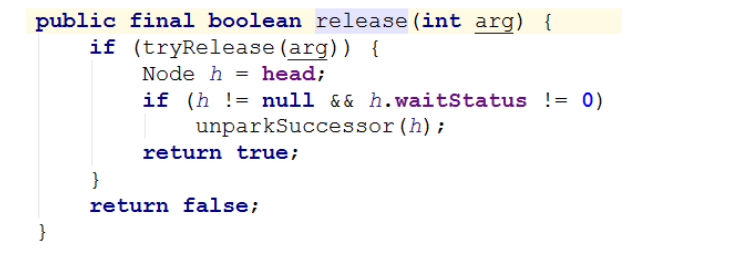 public final boolean release(int arg) {
    if (tryRelease(arg)) {
        Node h = head;
        if (h != null && h.waitStatus != 0)
            unparkSuccessor(h);
        return true;
    }
    return false;
}